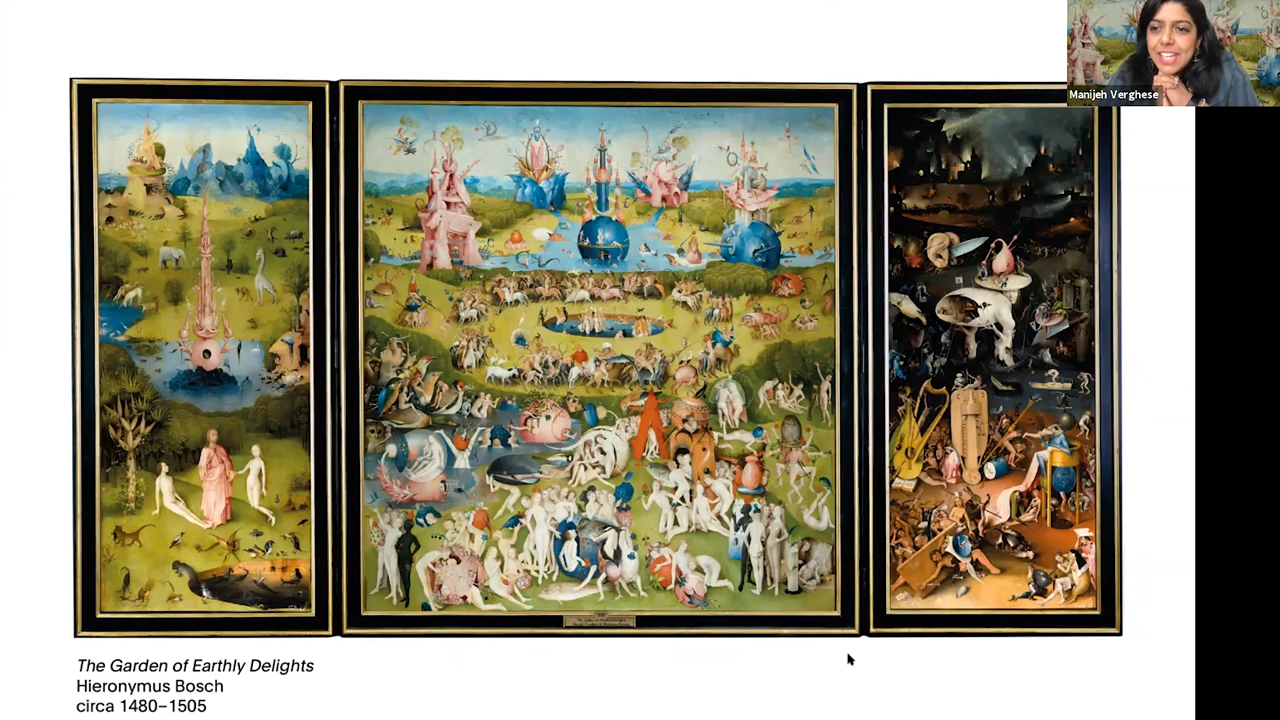 Manijeh Verghese
The Garden of Earthly Delights
Hieronymus Bosch
circa 1480–1505